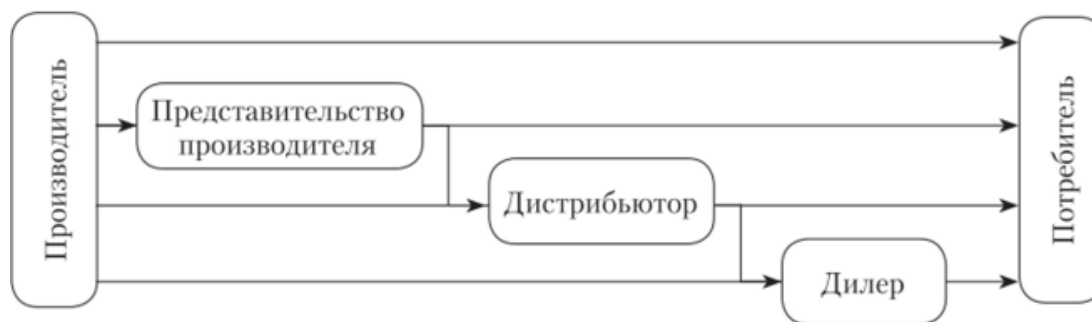 Производитель
Представительство
производителя
Дистрибьютор
Дилер
Потребитель